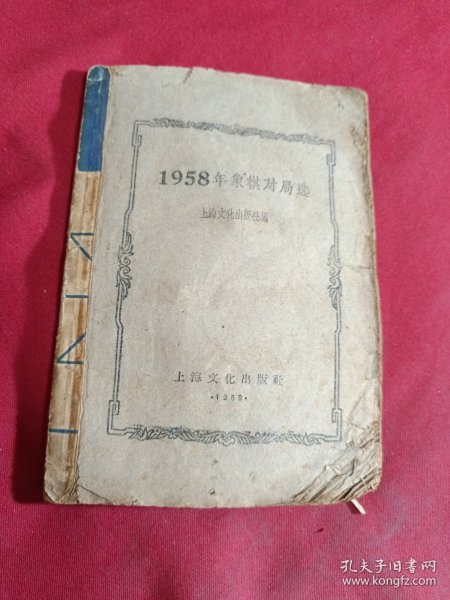 1958年象棋对局选
上海文化出版社编
上海文化出版社
·1959·
孔夫子旧书网
www.kongfz.com